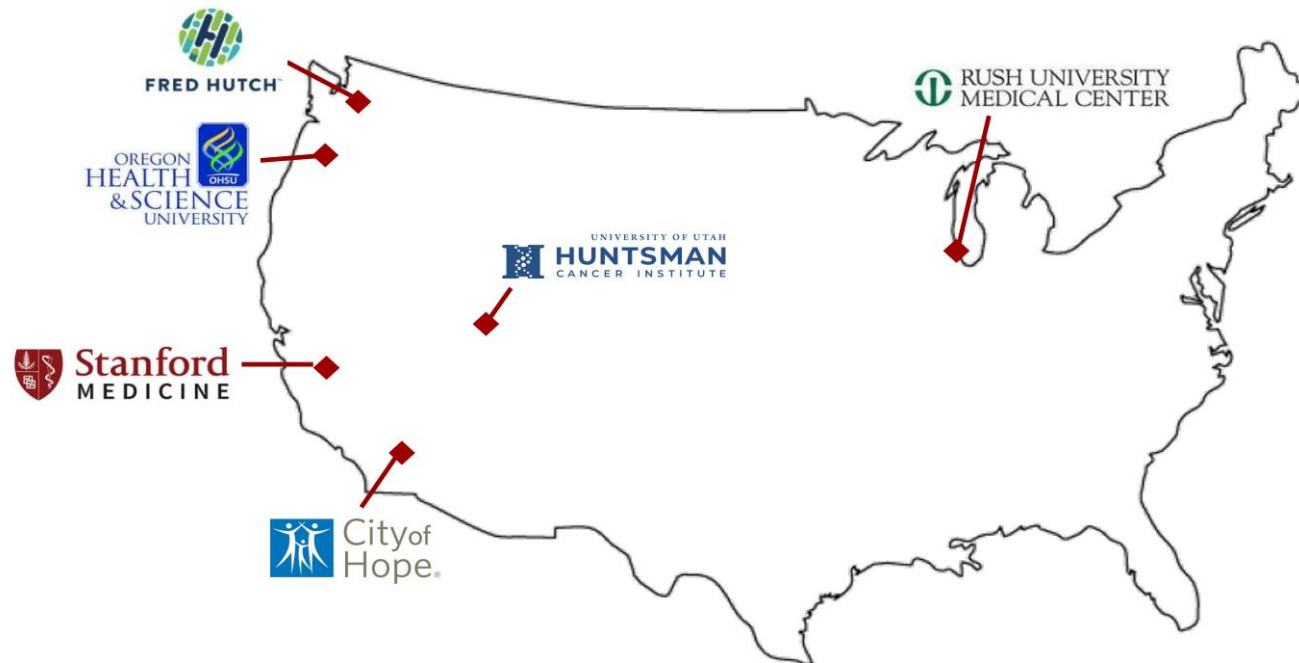 FRED HUTCH™
RUSH UNIVERSITY
MEDICAL CENTER
OREGON
HEALTH
& SCIENCE
UNIVERSITY
OHSU
UNIVERSITY OF UTAH
HUNTSMAN
CANCER INSTITUTE
Stanford
MEDICINE
City of
Hope®